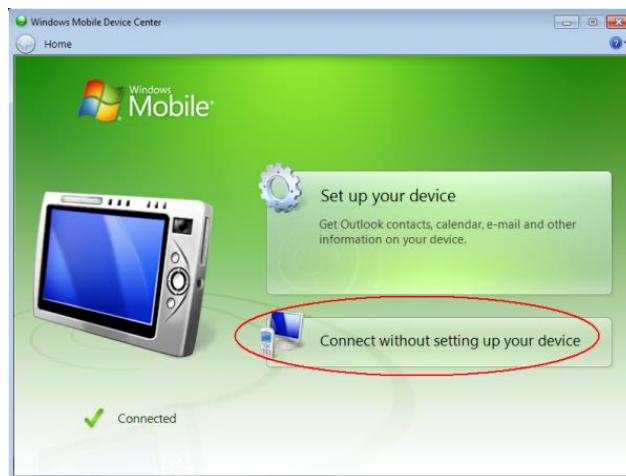 Windows Mobile Device Center
Home
Windows
Mobile
Set up your device
Get Outlook contacts, calendar, e-mail and other
information on your device.
Connect without setting up your device
Connected